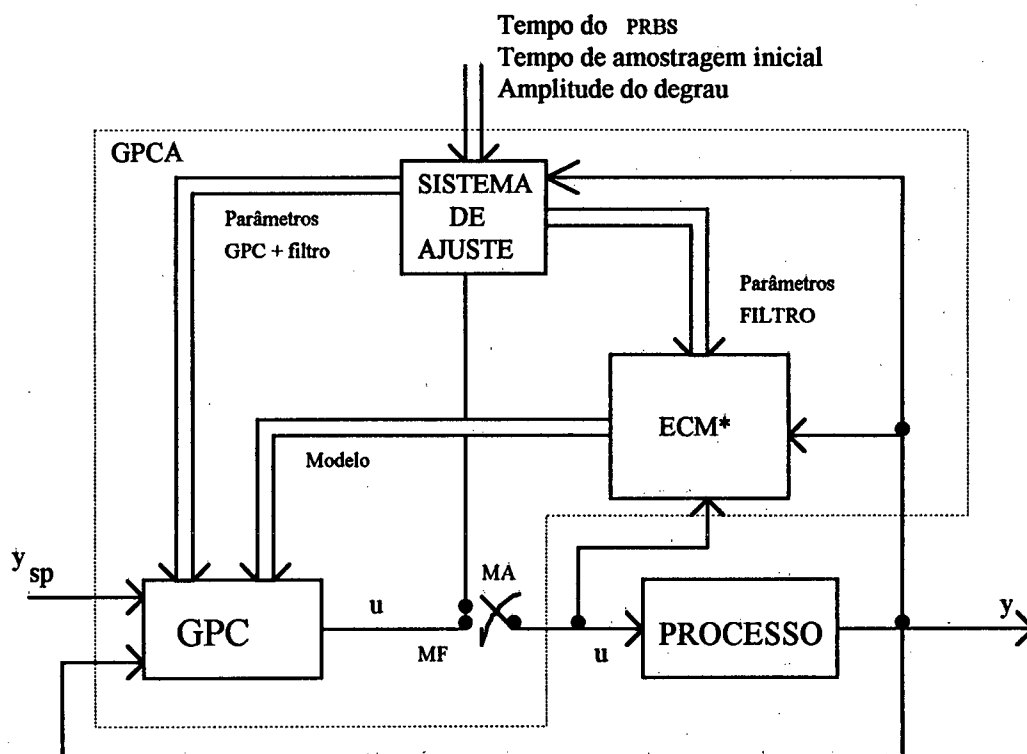 Tempo do PRBS
Tempo de amostragem inicial
Amplitude do degrau
GPCA
SISTEMA
DE
AJUSTE
Parâmetros
GPC + filtro
Parâmetros
FILTRO
ECM*
Modelo
y sp
GPC
u
MA
MF
u
PROCESSO
y